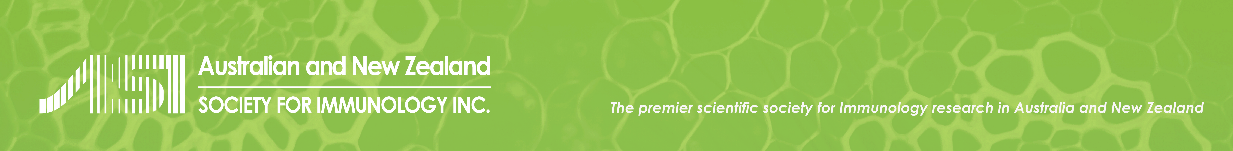 ASI
Australian and New Zealand
SOCIETY FOR IMMUNOLOGY INC.
The premier scientific society for Immunology research in Australia and New Zealand